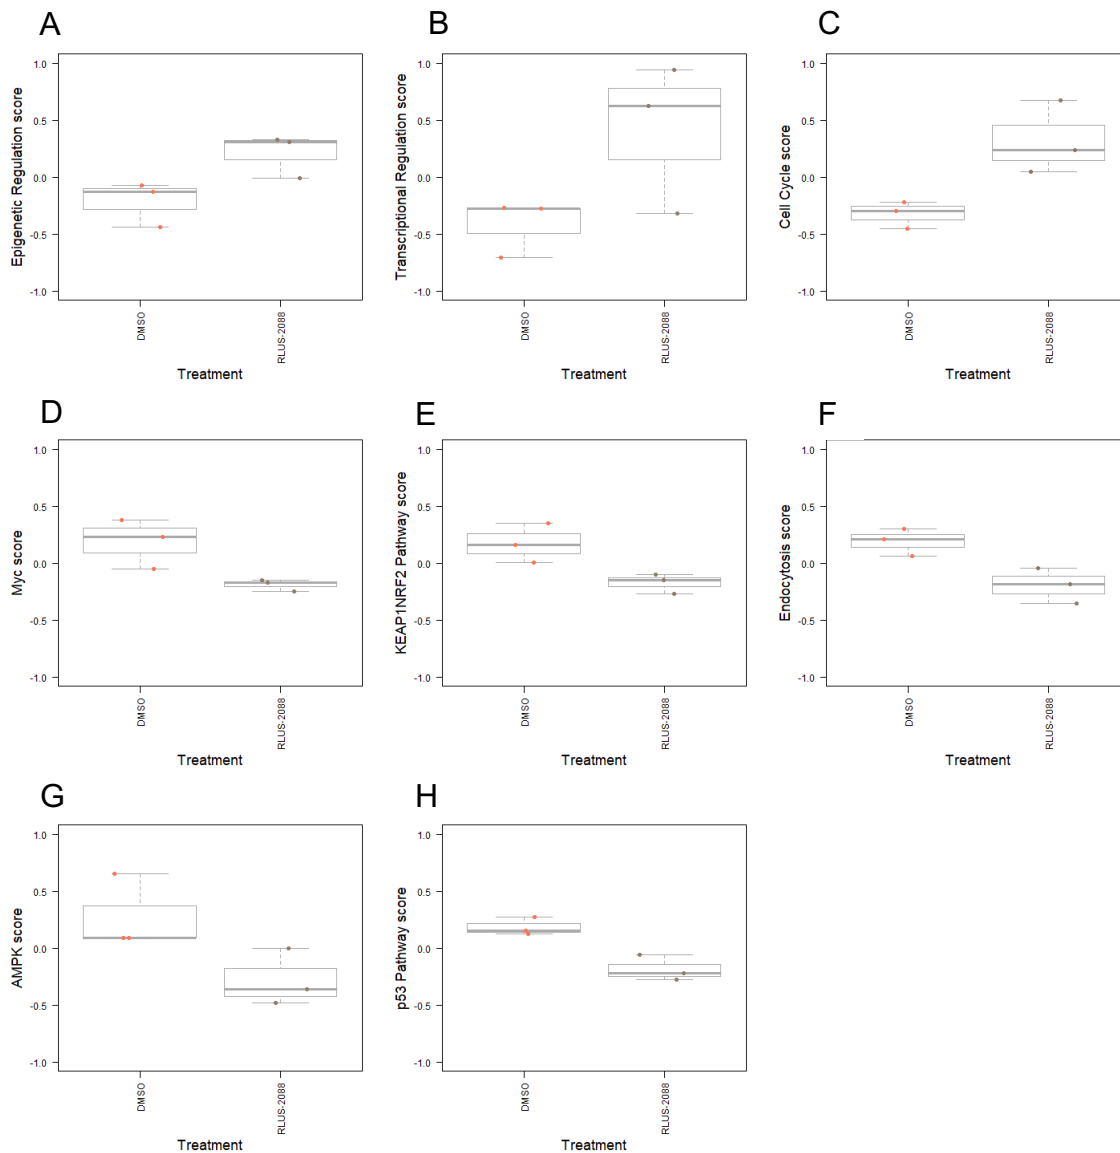 A
B
C
1.0
0.5
0.0
-0.5
-1.0
Epigenetic Regulation score
DMSO
RLUS-2088
Treatment
1.0
0.5
0.0
-0.5
-1.0
Transcriptional Regulation score
DMSO
RLUS-2088
Treatment
1.0
0.5
0.0
-0.5
-1.0
Cell Cycle score
DMSO
RLUS-2088
Treatment
D
E
F
1.0
0.5
0.0
-0.5
-1.0
Myc score
DMSO
RLUS-2088
Treatment
1.0
0.5
0.0
-0.5
-1.0
KEAP1NRF2 Pathway score
DMSO
RLUS-2088
Treatment
1.0
0.5
0.0
-0.5
-1.0
Endocytosis score
DMSO
RLUS-2088
Treatment
G
H
1.0
0.5
0.0
-0.5
-1.0
AMPK score
DMSO
RLUS-2088
Treatment
1.0
0.5
0.0
-0.5
-1.0
p53 Pathway score
DMSO
RLUS-2088
Treatment